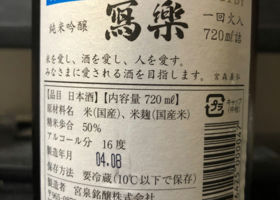 純米吟醸
寫樂
一回火入
720㎖詰
米を愛し、酒を愛し、人を愛す。
みなさまに愛される酒を目指します。
【品目 日本酒】【内容量 720㎖】
原材料名 米(国産)、米麹(国産米)
精米歩合 50%
アルコール分 16度
製造年月
04.08
保存方法 要冷蔵(10℃以下で保存)
製造者 宮泉銘醸株式会社
プラ
キャップ